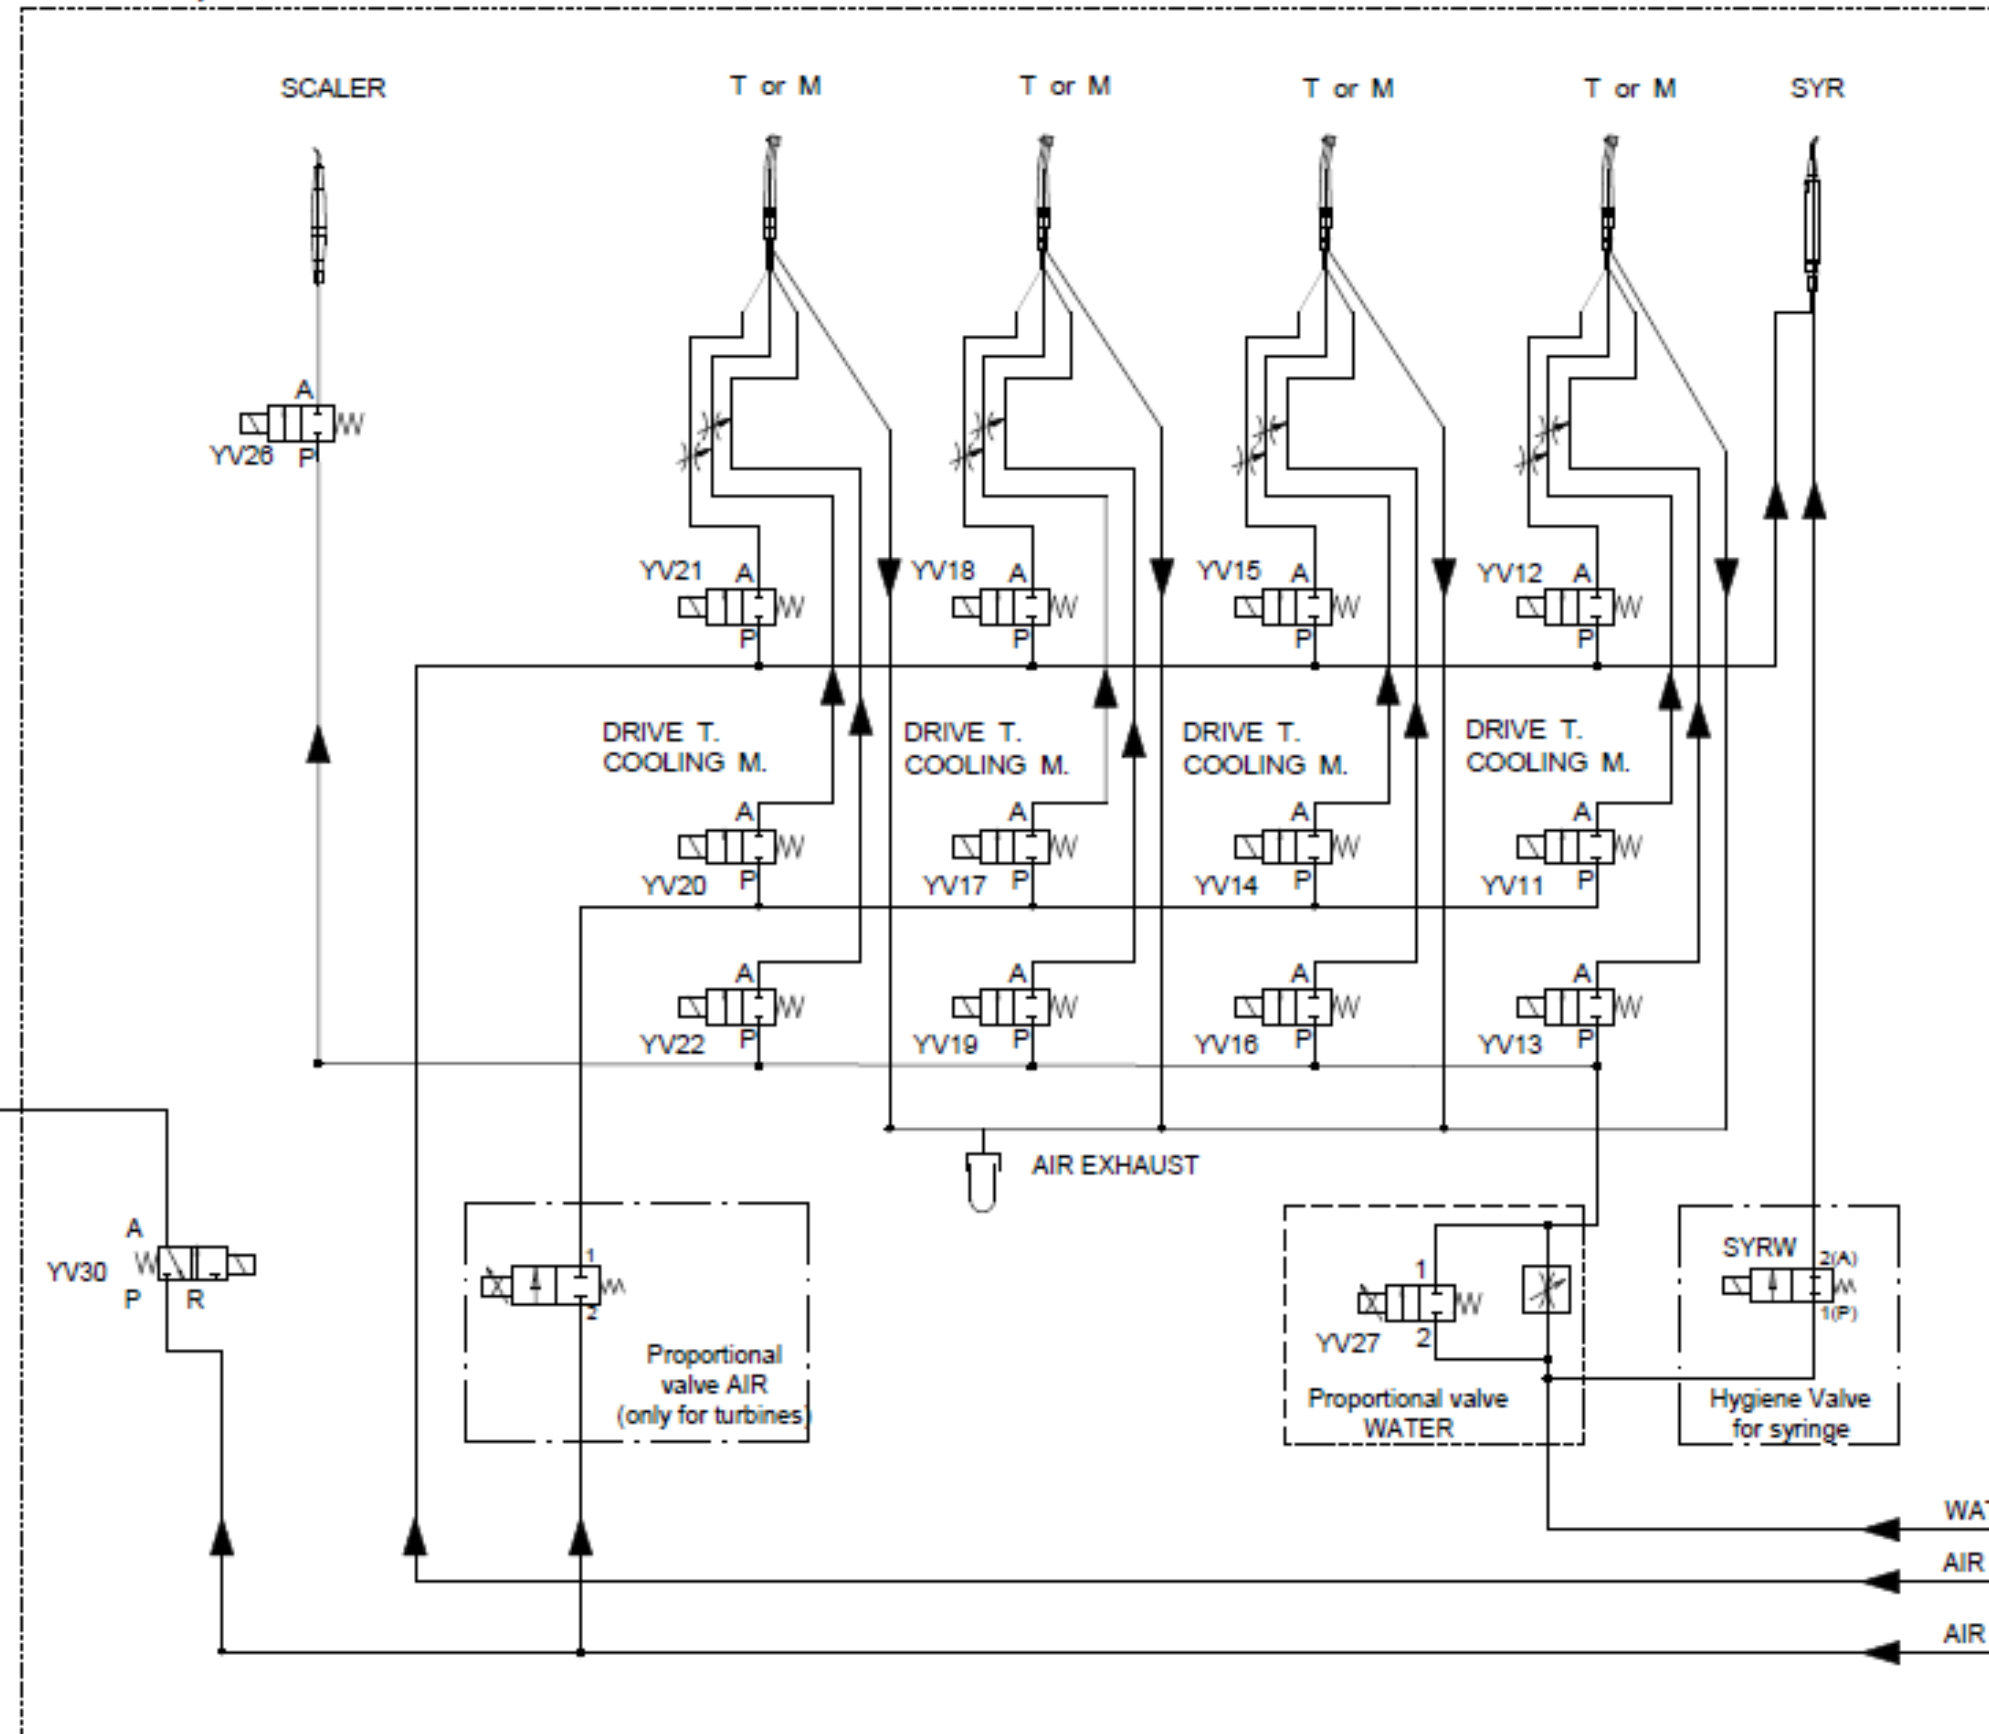 SCALER
T or M
T or M
T or M
T or M
SYR
A
YV26
P
YV21
A
P
YV18
A
P
YV15
A
P
YV12
A
P
DRIVE T.
COOLING M.
DRIVE T.
COOLING M.
DRIVE T.
COOLING M.
DRIVE T.
COOLING M.
A
YV20
P
A
YV17
P
A
YV14
P
A
YV11
P
A
YV22
P
A
YV19
P
A
YV16
P
A
YV13
P
AIR EXHAUST
A
YV30
P
R
1
2
Proportional
valve AIR
(only for turbines)
1
YV27
2
Proportional valve
WATER
SYRW
2(A)
1(P)
Hygiene Valve
for syringe
WA
AIR
AIR